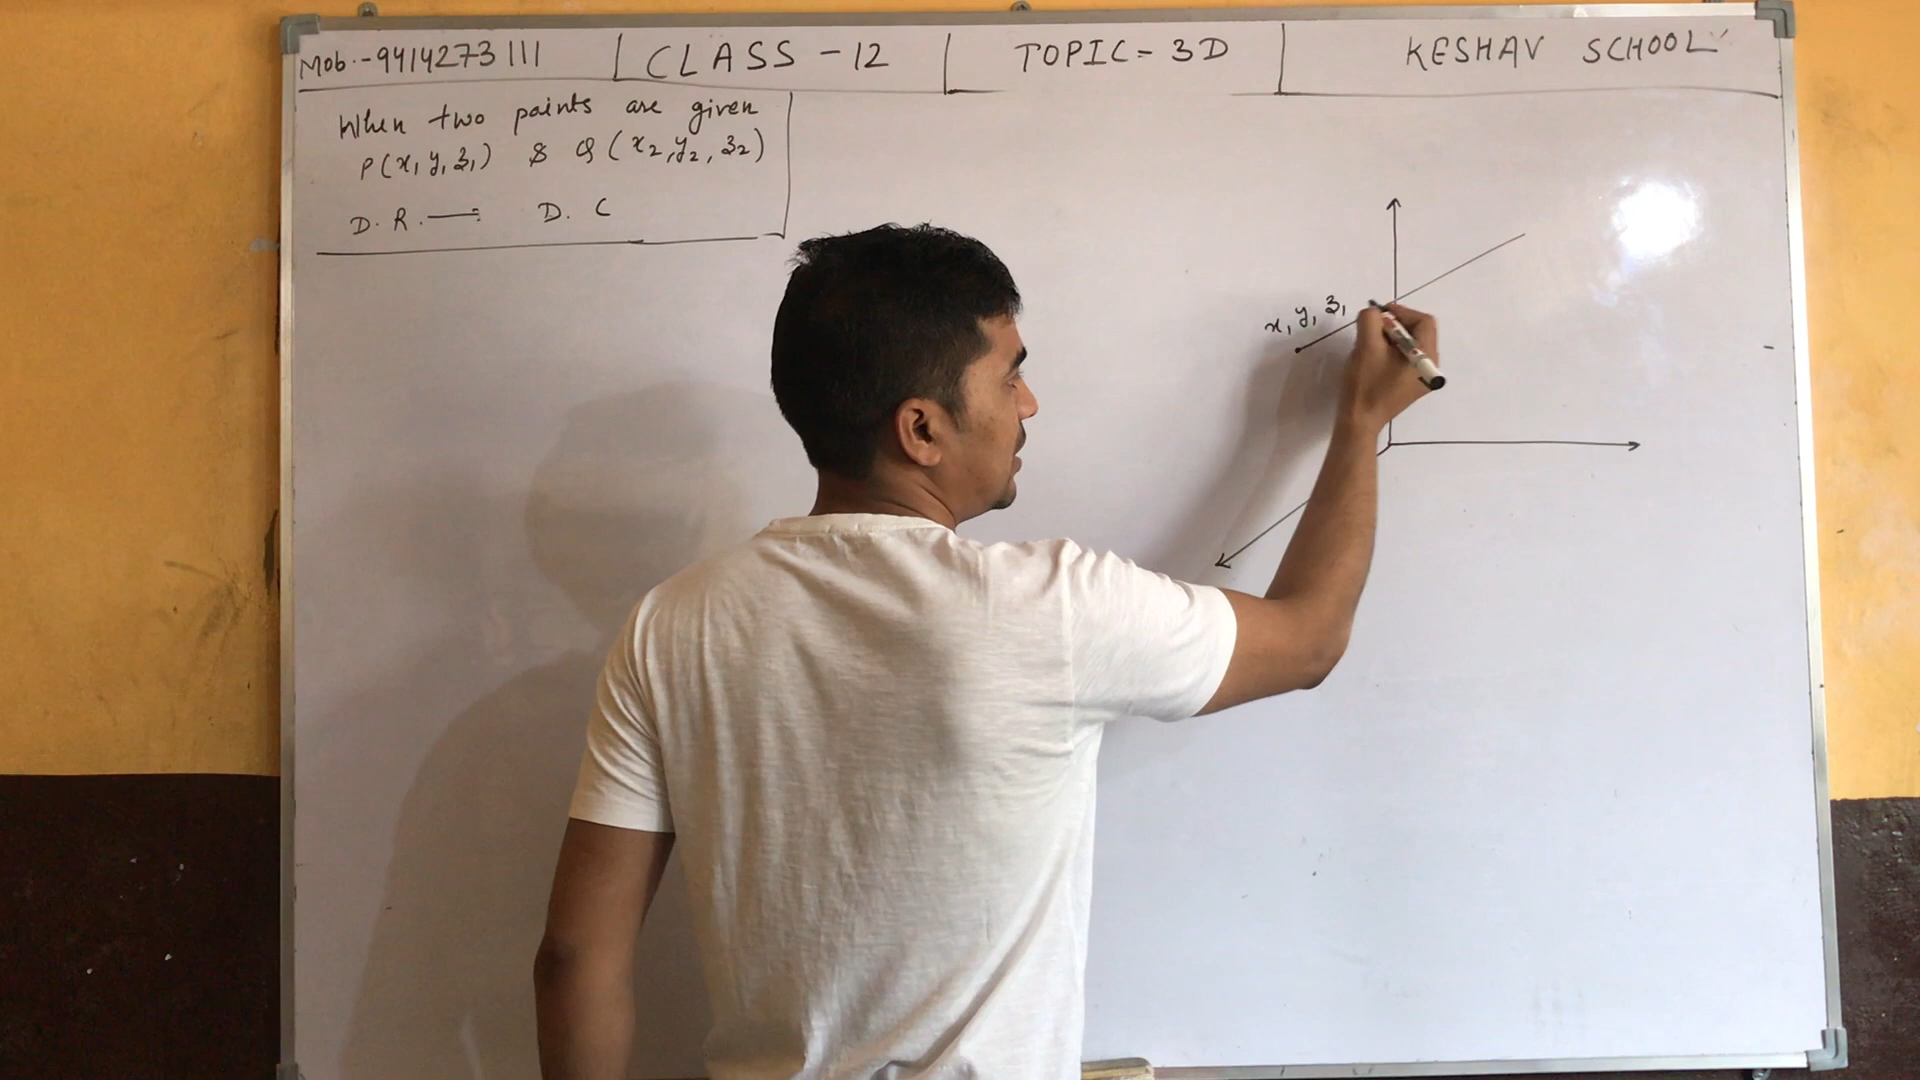 Mob.-9414273111 CLASS-12 TOPIC=3D KESHAV SCHOOL
When two points are given
P(x₁ y₁ z₁) & Q(x₂, y₂, z₂)
D.R. — D.C
x₁ y₁ z₁